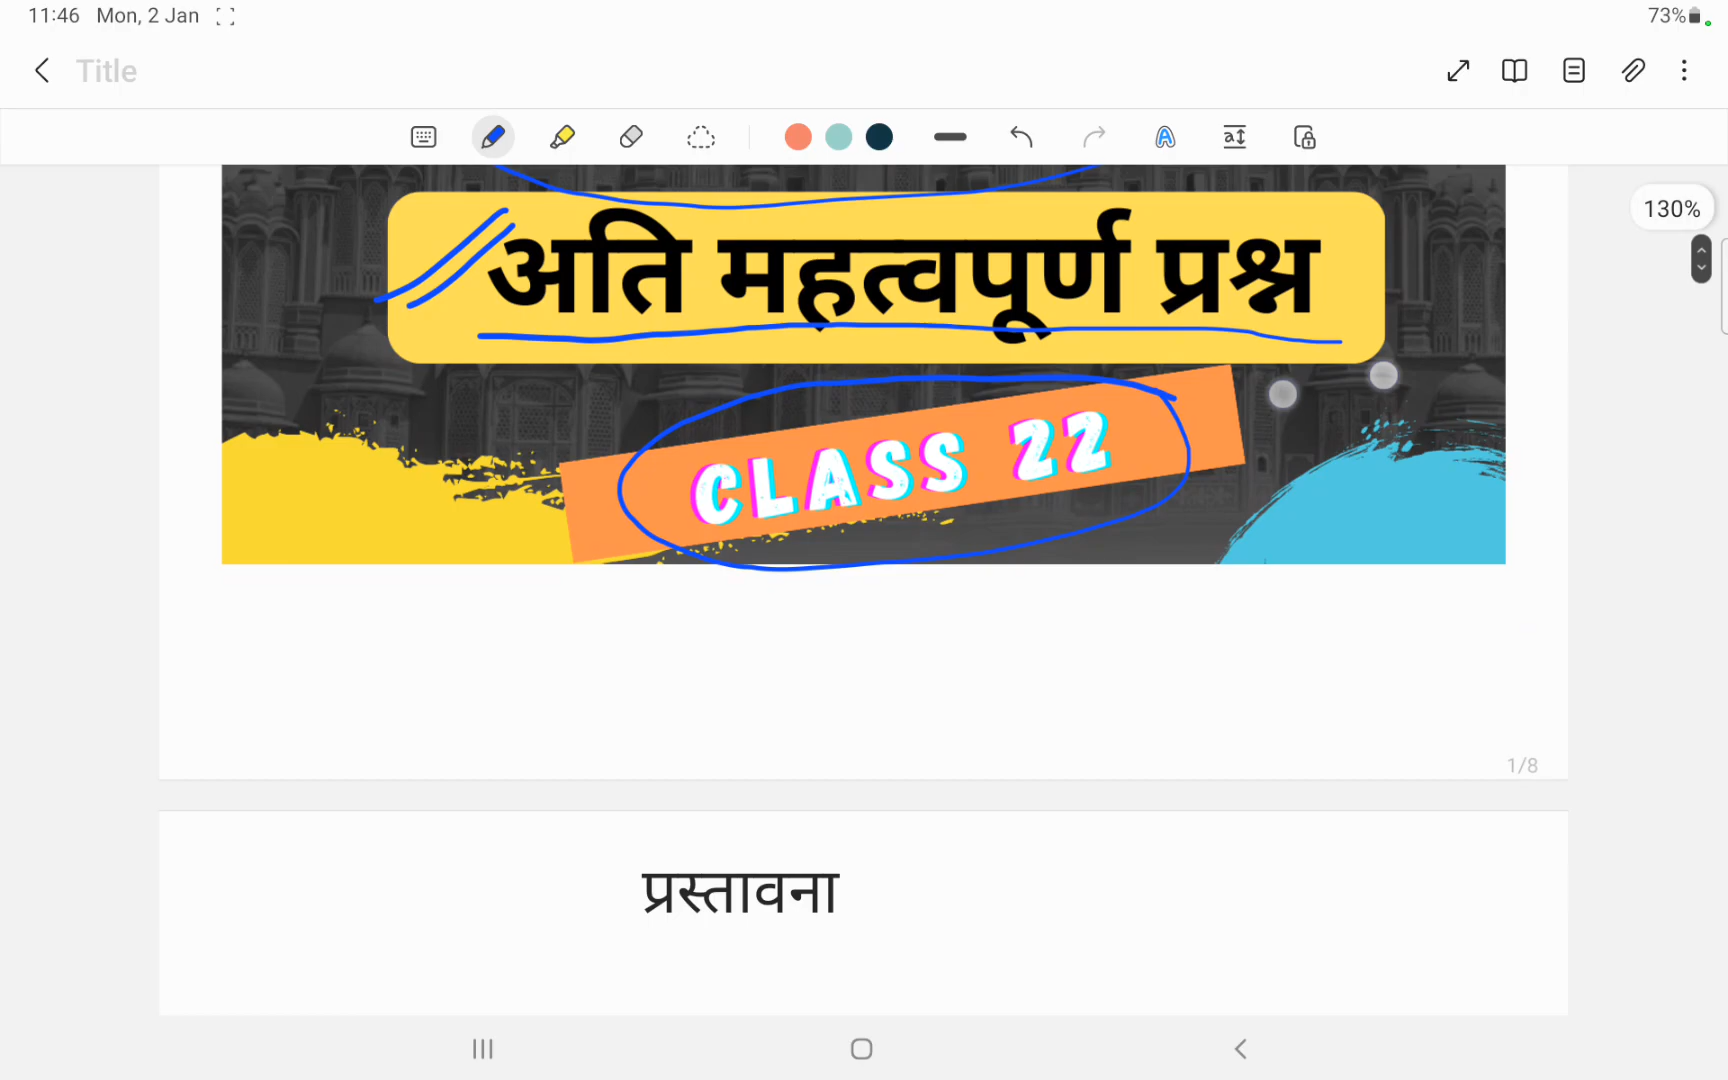 11:46 Mon, 2 Jan
73%
Title
130%
अति महत्वपूर्ण प्रश्न
CLASS 22
1/8
प्रस्तावना